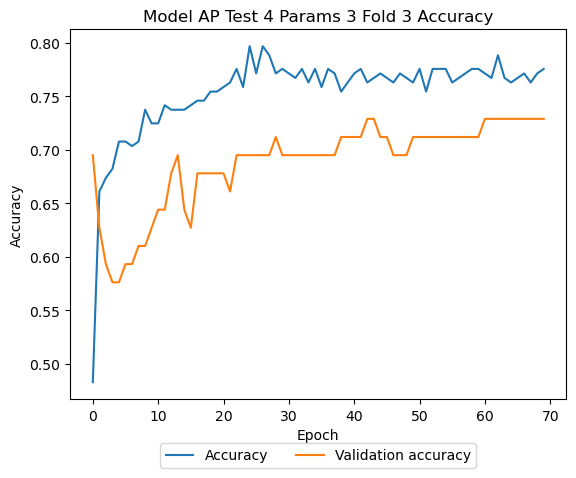 Model AP Test 4 Params 3 Fold 3 Accuracy
Accuracy
0.80
0.75
0.70
0.65
0.60
0.55
0.50
0 10 20 30 40 50 60 70
Epoch
Accuracy Validation accuracy